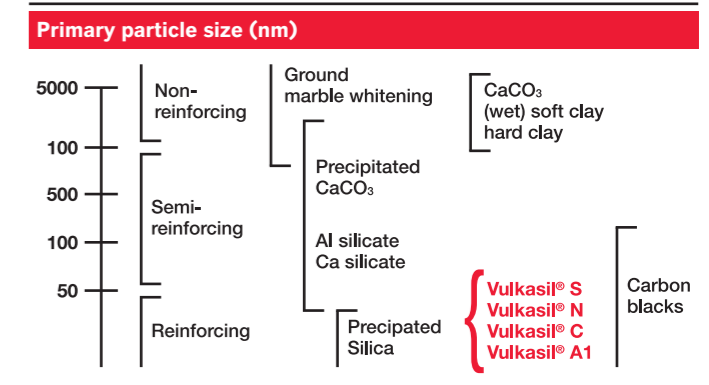 Primary particle size (nm)
5000
100
500
100
50
Non-
reinforcing
Semi-
reinforcing
Reinforcing
Ground
marble whitening
Precipitated
CaCO₃
Al silicate
Ca silicate
Precipated
Silica
CaCO₃
(wet) soft clay
hard clay
Vulkasil® S
Vulkasil® N
Vulkasil® C
Vulkasil® A1
Carbon
blacks